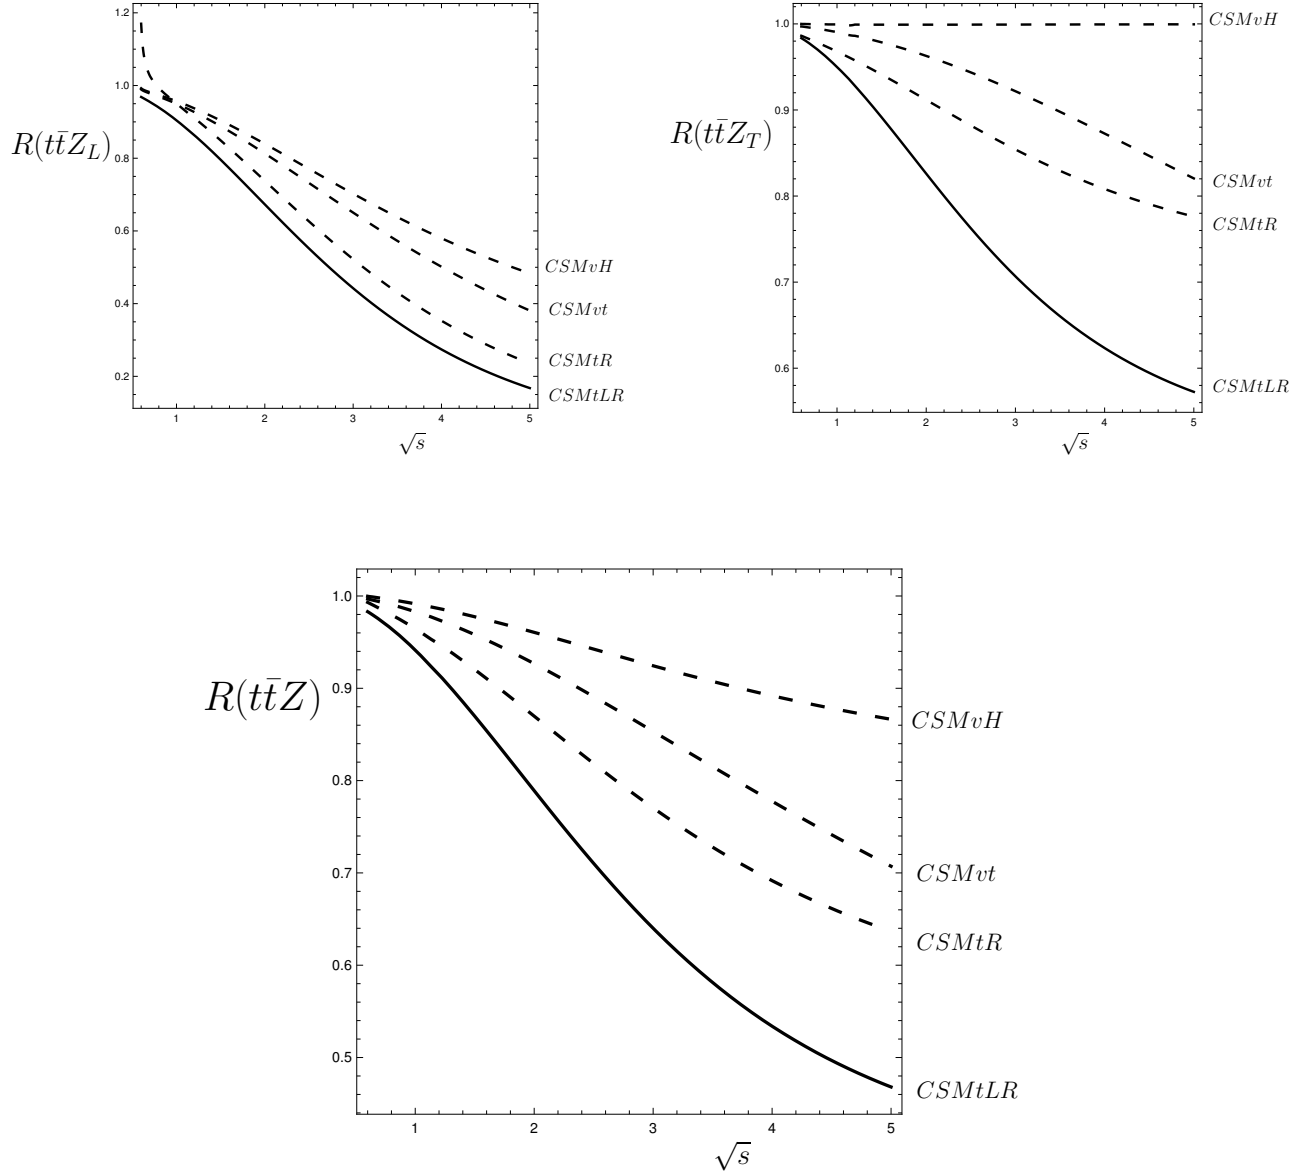 1.2
1.0
0.8
0.6
0.4
0.2
R(tt̄Z_L)
CSMvH
CSMvt
CSMtR
CSMtLR
1 2 3 4 5
√s
1.0
0.9
0.8
0.7
0.6
R(tt̄Z_T)
CSMvH
CSMvt
CSMtR
CSMtLR
1 2 3 4 5
√s
1.0
0.9
0.8
0.7
0.6
0.5
R(tt̄Z)
CSMvH
CSMvt
CSMtR
CSMtLR
1 2 3 4 5
√s